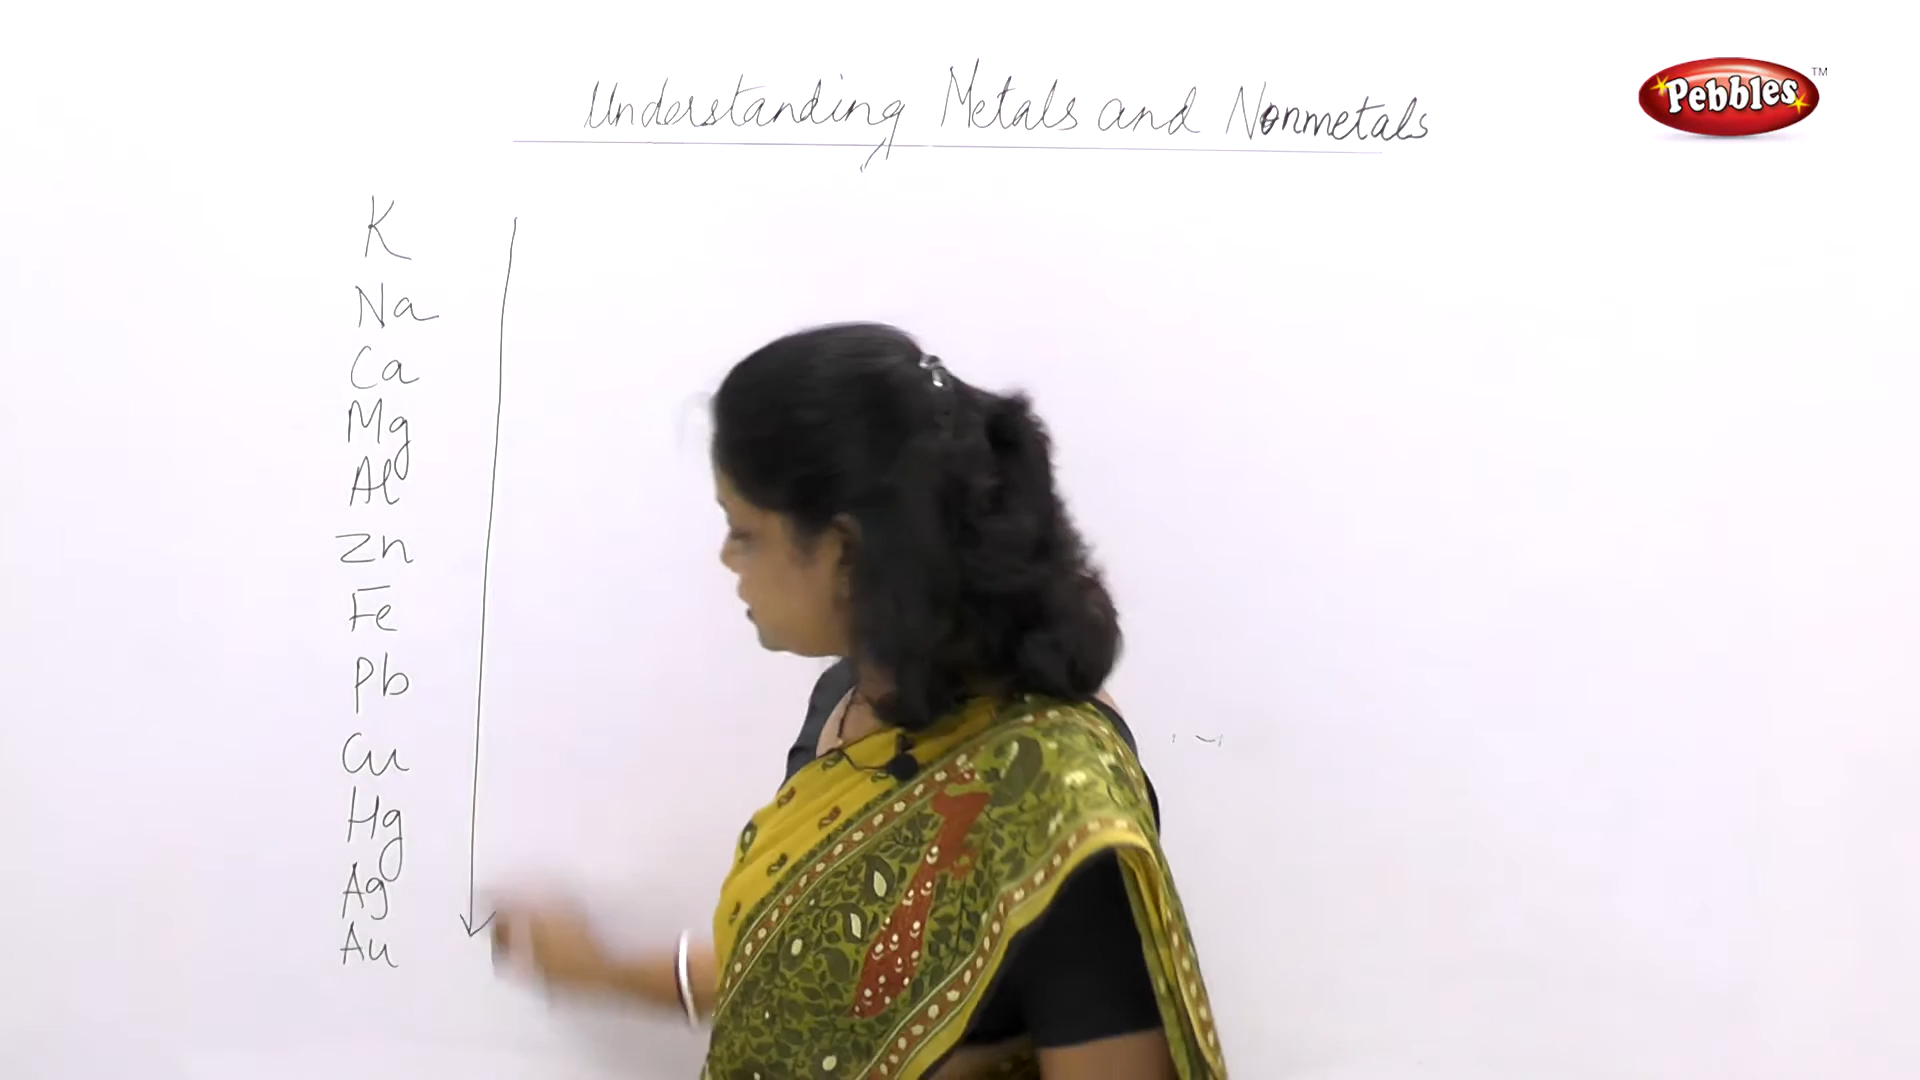 Understanding Metals and Nonmetals
Pebbles TM
K
Na
Ca
Mg
Al
Zn
Fe
Pb
Cu
Hg
Ag
Au